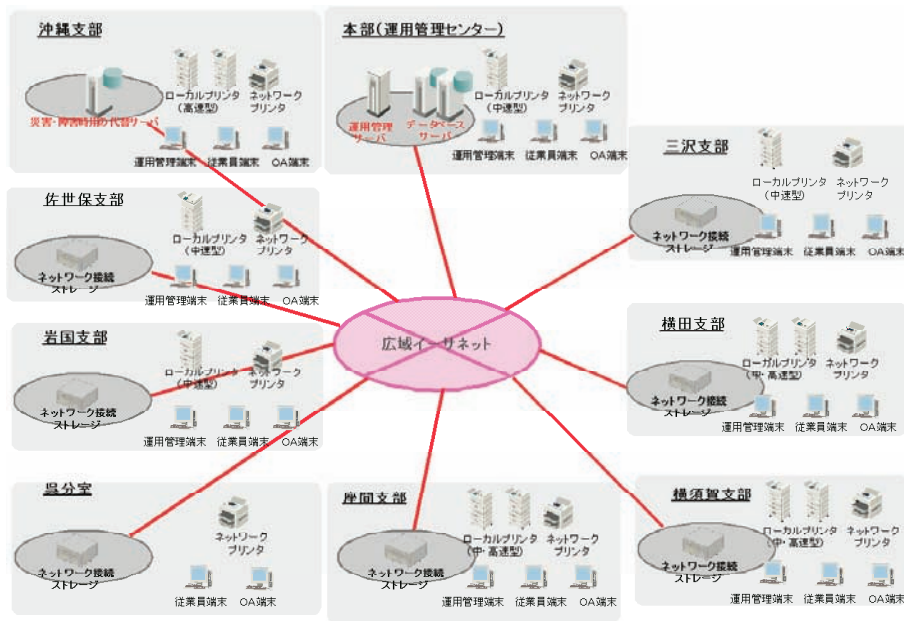 沖縄支部
ローカルプリンタ
(高速型)
ネットワーク
プリンタ
災害・障害時用の代替サーバ
運用管理端末
従業員端末
OA端末
本部(運用管理センター)
ローカルプリンタ
(中速型)
ネットワーク
プリンタ
運用管理
サーバ
データベース
サーバ
運用管理端末
従業員端末
OA端末
三沢支部
ローカルプリンタ
(中速型)
ネットワーク
プリンタ
ネットワーク接続
ストレージ
運用管理端末
従業員端末
OA端末
佐世保支部
ローカルプリンタ
(中速型)
ネットワーク
プリンタ
ネットワーク接続
ストレージ
運用管理端末
従業員端末
OA端末
広域イーサネット
岩国支部
ローカルプリンタ
(中速型)
ネットワーク
プリンタ
ネットワーク接続
ストレージ
運用管理端末
従業員端末
OA端末
横田支部
ローカルプリンタ
(中・高速型)
ネットワーク
プリンタ
ネットワーク接続
ストレージ
運用管理端末
従業員端末
OA端末
呉分室
ネットワーク
プリンタ
ネットワーク接続
ストレージ
従業員端末
OA端末
座間支部
ローカルプリンタ
(中・高速型)
ネットワーク
プリンタ
ネットワーク接続
ストレージ
運用管理端末
従業員端末
OA端末
横須賀支部
ローカルプリンタ
(中・高速型)
ネットワーク
プリンタ
ネットワーク接続
ストレージ
運用管理端末
従業員端末
OA端末